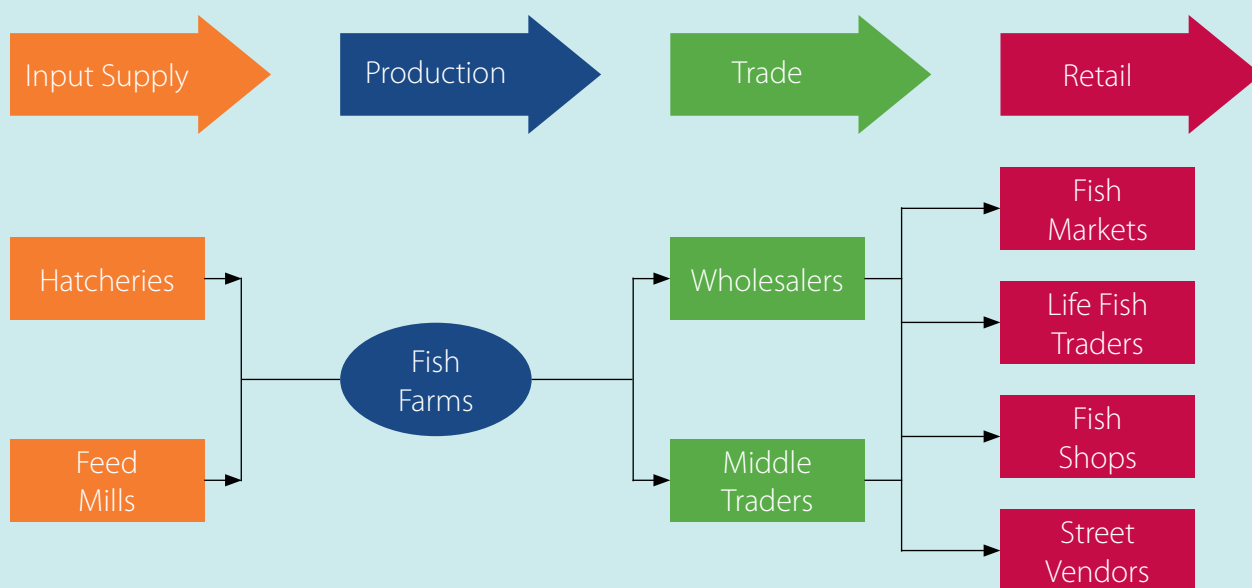 Input Supply
Production
Trade
Retail
Hatcheries
Feed
Mills
Fish
Farms
Wholesalers
Middle
Traders
Fish
Markets
Life Fish
Traders
Fish
Shops
Street
Vendors